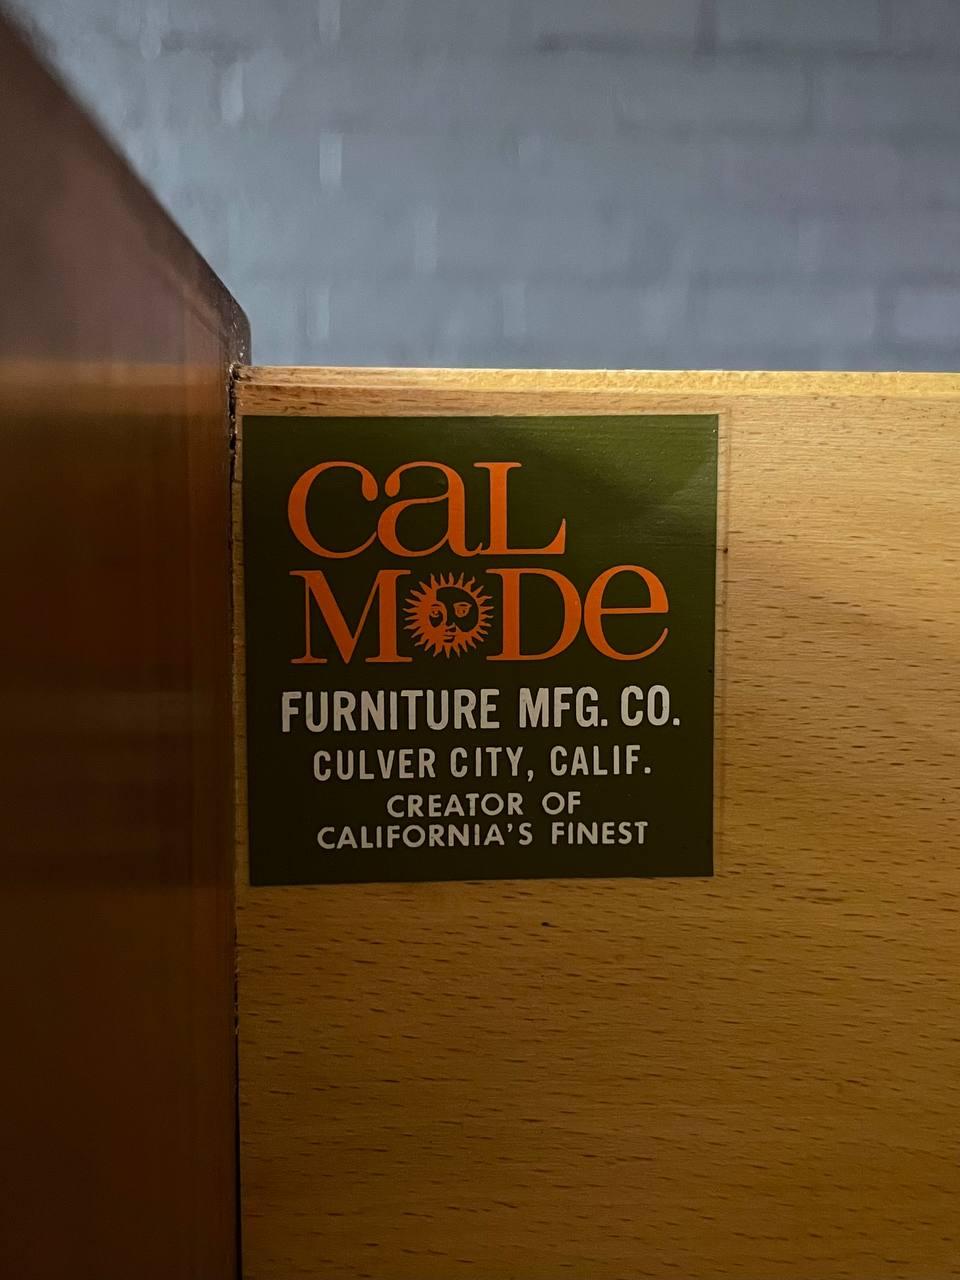 Cal
Mode
FURNITURE MFG. CO.
CULVER CITY, CALIF.
CREATOR OF
CALIFORNIA'S FINEST